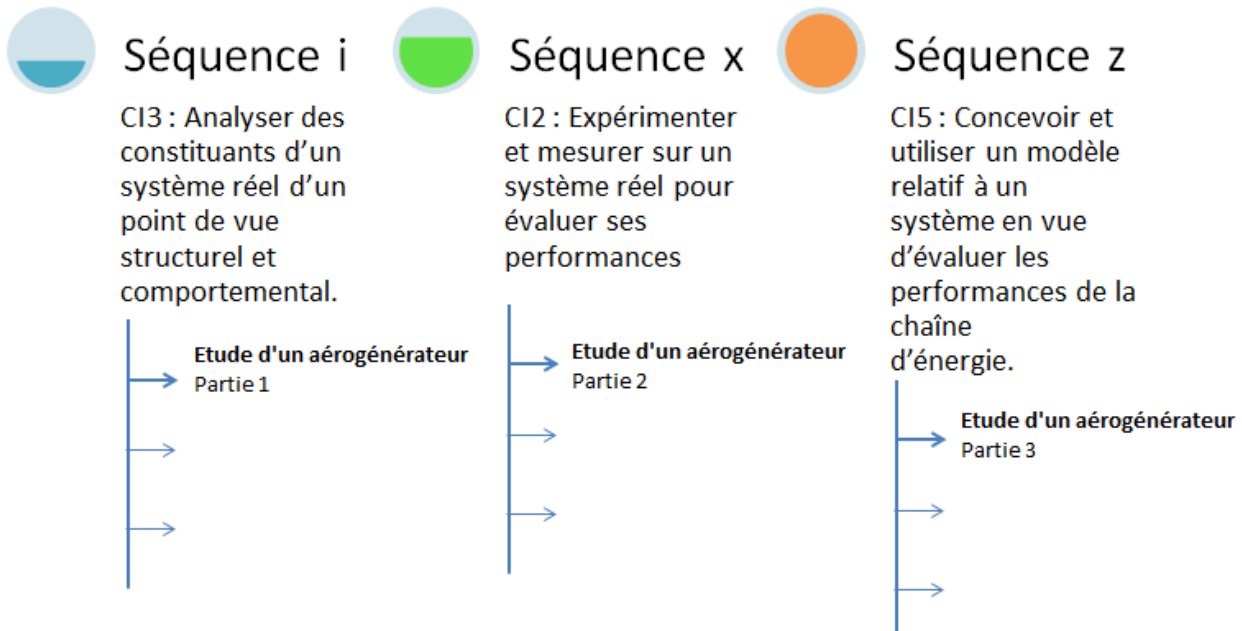 Séquence i
CI3 : Analyser des
constituants d’un
système réel d’un
point de vue
structurel et
comportemental.
Etude d'un aérogénérateur
Partie 1
Séquence x
CI2 : Expérimenter
et mesurer sur un
système réel pour
évaluer ses
performances
Etude d'un aérogénérateur
Partie 2
Séquence z
CI5 : Concevoir et
utiliser un modèle
relatif à un
système en vue
d’évaluer les
performances de la
chaîne
d’énergie.
Etude d'un aérogénérateur
Partie 3